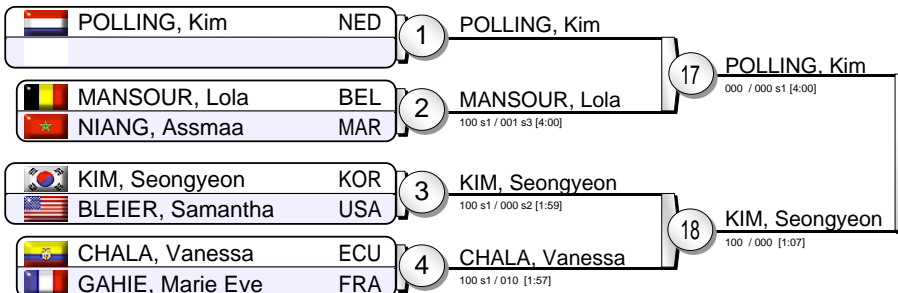 POLLING, Kim NED
1
POLLING, Kim
17
POLLING, Kim
000 / 000 s1 [4:00]
MANSOUR, Lola BEL
NIANG, Assmaa MAR
2
MANSOUR, Lola
100 s1 / 001 s3 [4:00]
KIM, Seongyeon KOR
BLEIER, Samantha USA
3
KIM, Seongyeon
100 s1 / 000 s2 [1:59]
18
KIM, Seongyeon
100 / 000 [1:07]
CHALA, Vanessa ECU
GAHIE, Marie Eve FRA
4
CHALA, Vanessa
100 s1 / 010 [1:57]